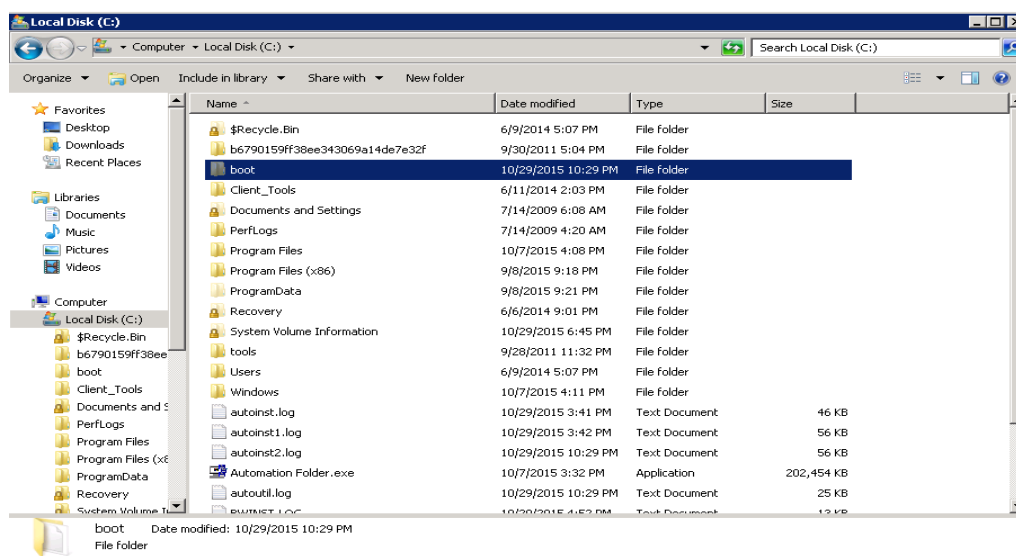 Local Disk (C:)
Computer Local Disk (C:) Search Local Disk (C:)
Organize Open Include in library Share with New folder
Favorites
Desktop
Downloads
Recent Places
Libraries
Documents
Music
Pictures
Videos
Computer
Local Disk (C:)
$Recycle.Bin
b6790159ff38ee
boot
Client_Tools
Documents and S
PerfLogs
Program Files
Program Files (x8
ProgramData
Recovery
System Volume
Name Date modified Type Size
$Recycle.Bin 6/9/2014 5:07 PM File folder
b6790159ff38ee343069a14de7e32f 9/30/2011 5:04 PM File folder
boot 10/29/2015 10:29 PM File folder
Client_Tools 6/11/2014 2:03 PM File folder
Documents and Settings 7/14/2009 6:08 AM File folder
PerfLogs 7/14/2009 4:20 AM File folder
Program Files 10/7/2015 4:08 PM File folder
Program Files (x86) 9/8/2015 9:18 PM File folder
ProgramData 9/8/2015 9:21 PM File folder
Recovery 6/6/2014 9:01 PM File folder
System Volume Information 10/29/2015 6:45 PM File folder
tools 9/28/2011 11:32 PM File folder
Users 6/9/2014 5:07 PM File folder
Windows 10/7/2015 4:11 PM File folder
autoinst.log 10/29/2015 3:41 PM Text Document 46 KB
autoinst1.log 10/29/2015 3:42 PM Text Document 56 KB
autoinst2.log 10/29/2015 10:29 PM Text Document 56 KB
Automation Folder.exe 10/7/2015 3:32 PM Application 202,454 KB
autoutil.log 10/29/2015 10:29 PM Text Document 25 KB
Text Document
boot Date modified: 10/29/2015 10:29 PM
File folder